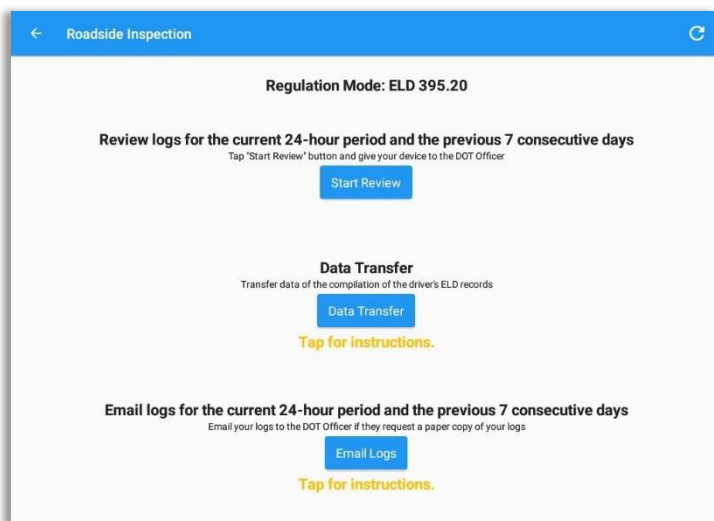 Roadside Inspection
Regulation Mode: ELD 395.20
Review logs for the current 24-hour period and the previous 7 consecutive days
Tap "Start Review" button and give your device to the DOT Officer
Start Review
Data Transfer
Transfer data of the compilation of the driver's ELD records
Data Transfer
Tap for instructions.
Email logs for the current 24-hour period and the previous 7 consecutive days
Email your logs to the DOT Officer if they request a paper copy of your logs
Email Logs
Tap for instructions.